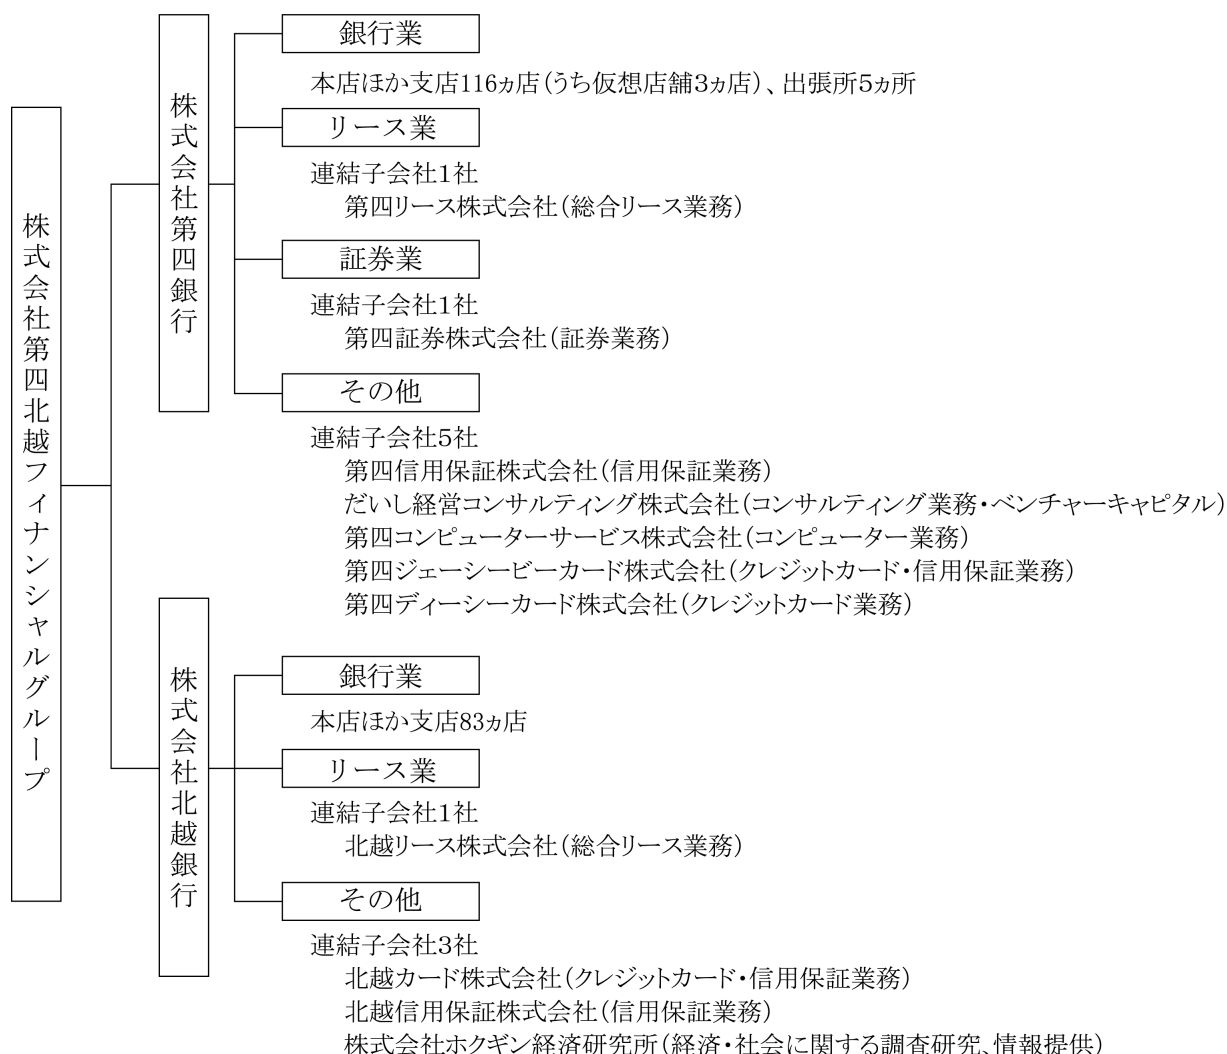 株式会社第四北越フィナンシャルグループ
株式会社第四銀行
銀行業
本店ほか支店116ヵ店（うち仮想店舗3ヵ店）、出張所5ヵ所
リース業
連結子会社1社
第四リース株式会社（総合リース業務）
証券業
連結子会社1社
第四証券株式会社（証券業務）
その他
連結子会社5社
第四信用保証株式会社（信用保証業務）
だいし経営コンサルティング株式会社（コンサルティング業務・ベンチャーキャピタル）
第四コンピューターサービス株式会社（コンピューター業務）
第四ジェーシービーカード株式会社（クレジットカード・信用保証業務）
第四ディーシーカード株式会社（クレジットカード業務）
株式会社北越銀行
銀行業
本店ほか支店83ヵ店
リース業
連結子会社1社
北越リース株式会社（総合リース業務）
その他
連結子会社3社
北越カード株式会社（クレジットカード・信用保証業務）
北越信用保証株式会社（信用保証業務）
株式会社ホクギン経済研究所（経済・社会に関する調査研究、情報提供）